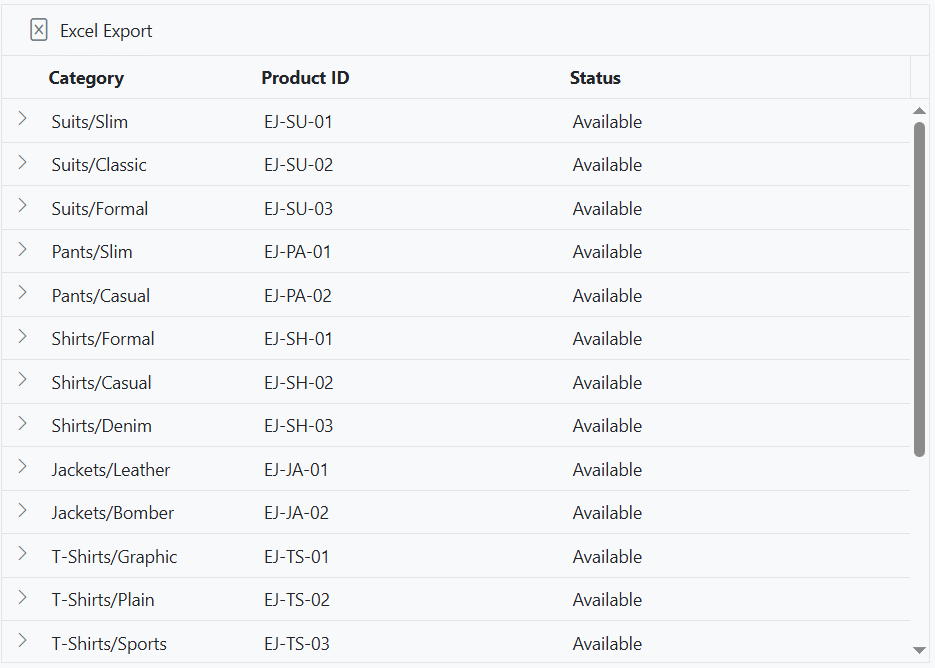 Excel Export
Category Product ID Status
Suits/Slim EJ-SU-01 Available
Suits/Classic EJ-SU-02 Available
Suits/Formal EJ-SU-03 Available
Pants/Slim EJ-PA-01 Available
Pants/Casual EJ-PA-02 Available
Shirts/Formal EJ-SH-01 Available
Shirts/Casual EJ-SH-02 Available
Shirts/Denim EJ-SH-03 Available
Jackets/Leather EJ-JA-01 Available
Jackets/Bomber EJ-JA-02 Available
T-Shirts/Graphic EJ-TS-01 Available
T-Shirts/Plain EJ-TS-02 Available
T-Shirts/Sports EJ-TS-03 Available